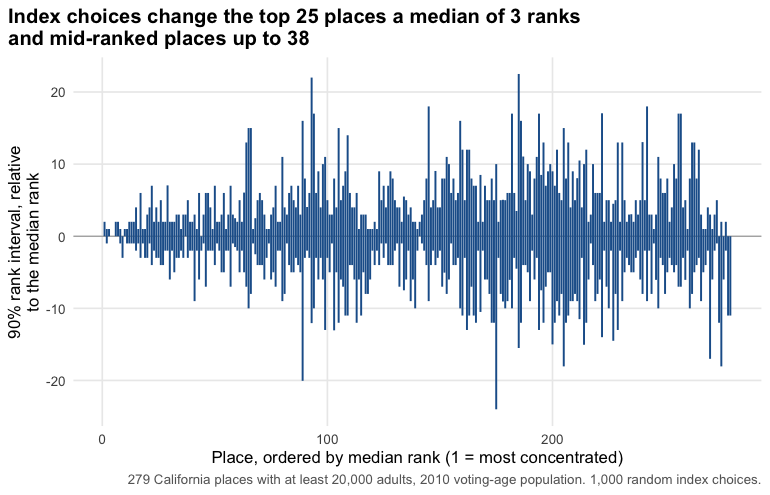 Index choices change the top 25 places a median of 3 ranks
and mid-ranked places up to 38
90% rank interval, relative
to the median rank
20
10
0
-10
-20
0
100
200
Place, ordered by median rank (1 = most concentrated)
279 California places with at least 20,000 adults, 2010 voting-age population. 1,000 random index choices.